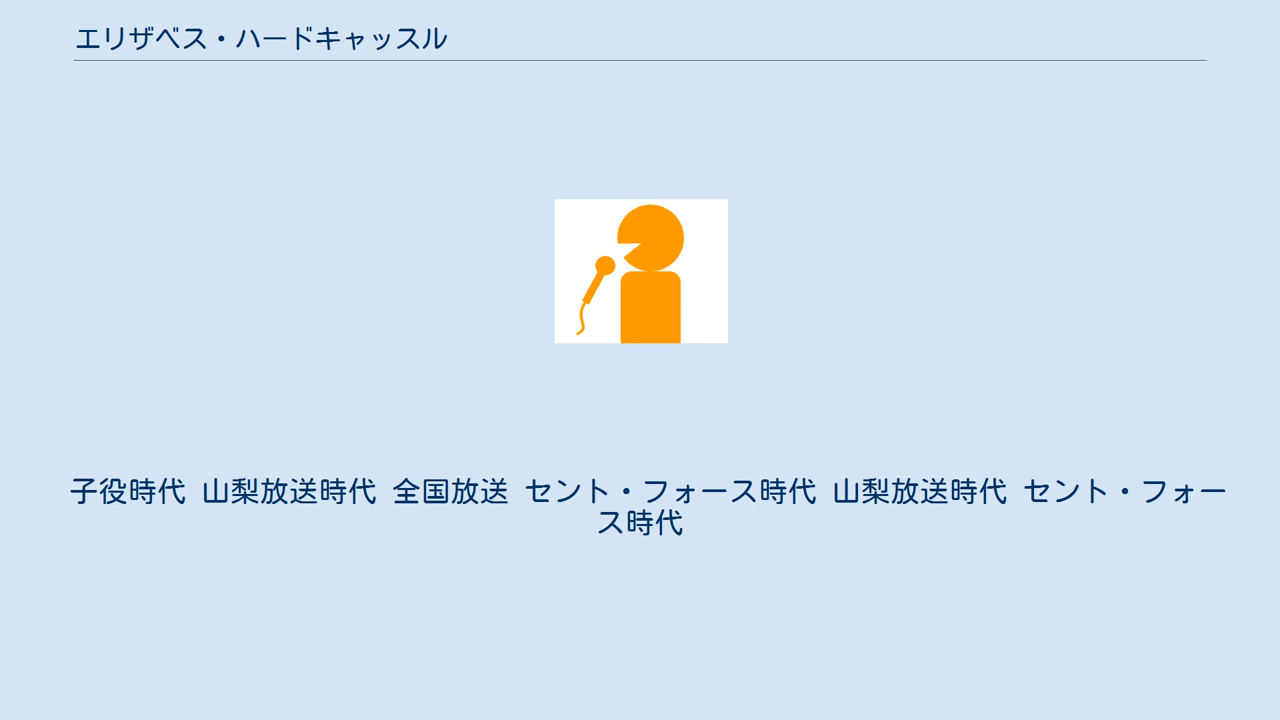 エリザベス・ハードキャッスル
子役時代 山梨放送時代 全国放送 セント・フォース時代 山梨放送時代 セント・フォー
ス時代